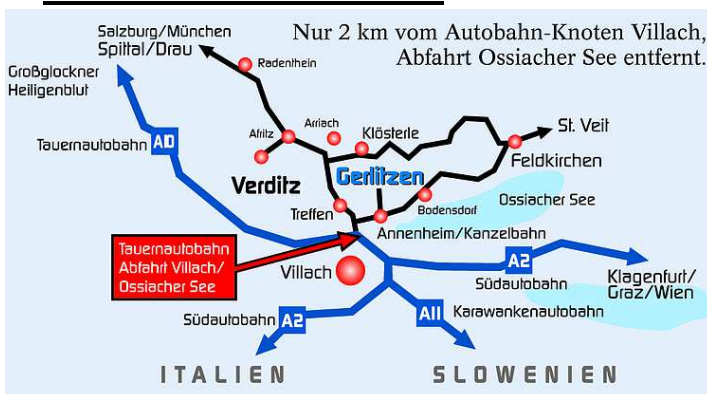 Nur 2 km vom Autobahn-Knoten Villach,
Abfahrt Ossiacher See entfernt.
Salzburg/München
Spittal/Drau
Großglockner
Heiligenblut
Radenthein
Tauernautobahn
A10
Afritz
Arriach
Klösterle
St. Veit
Feldkirchen
Verditz
Gerlitzen
Treffen
Bodensdorf
Ossiacher See
Annenheim/Kanzelbahn
Tauernautobahn
Abfahrt Villach/
Ossiacher See
Villach
A2
Südautobahn
Klagenfurt/
Graz/Wien
Südautobahn
A2
A11
Karawankenautobahn
ITALIEN
SLOWENIEN